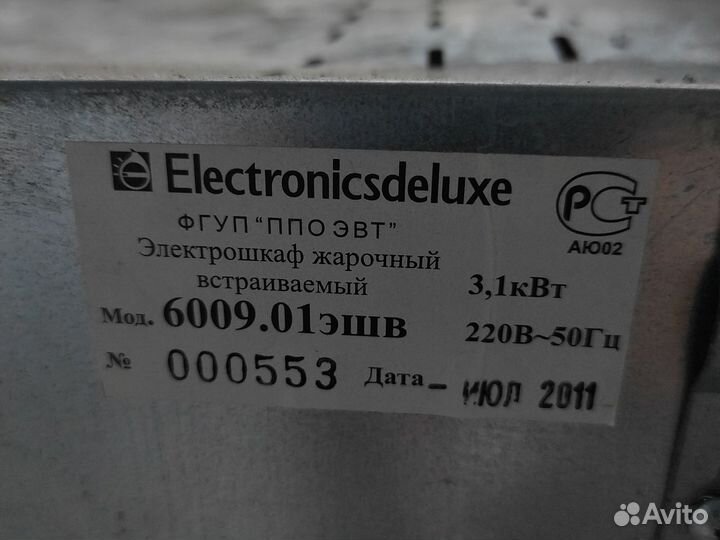 Electronicsdeluxe
ФГУП "ППО ЭВТ"
РСТ
АЮ02
Электрошкаф жарочный
встраиваемый
3,1кВт
Мод. 6009.01эшв
220В~50Гц
№ 000553 Дата- ИЮЛ 2011
Avito